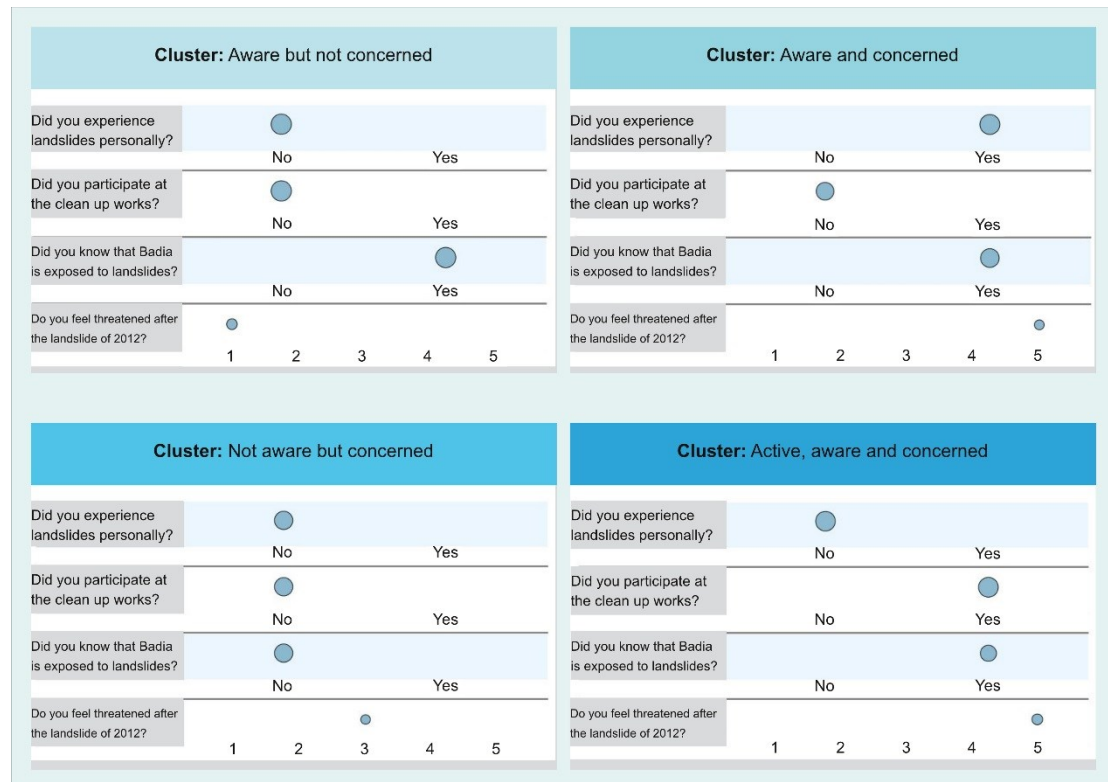 Cluster: Aware but not concerned
Did you experience
landslides personally?
No Yes
Did you participate at
the clean up works?
No Yes
Did you know that Badia
is exposed to landslides?
No Yes
Do you feel threatened after
the landslide of 2012?
1 2 3 4 5
Cluster: Aware and concerned
Did you experience
landslides personally?
No Yes
Did you participate at
the clean up works?
No Yes
Did you know that Badia
is exposed to landslides?
No Yes
Do you feel threatened after
the landslide of 2012?
1 2 3 4 5
Cluster: Not aware but concerned
Did you experience
landslides personally?
No Yes
Did you participate at
the clean up works?
No Yes
Did you know that Badia
is exposed to landslides?
No Yes
Do you feel threatened after
the landslide of 2012?
1 2 3 4 5
Cluster: Active, aware and concerned
Did you experience
landslides personally?
No Yes
Did you participate at
the clean up works?
No Yes
Did you know that Badia
is exposed to landslides?
No Yes
Do you feel threatened after
the landslide of 2012?
1 2 3 4 5